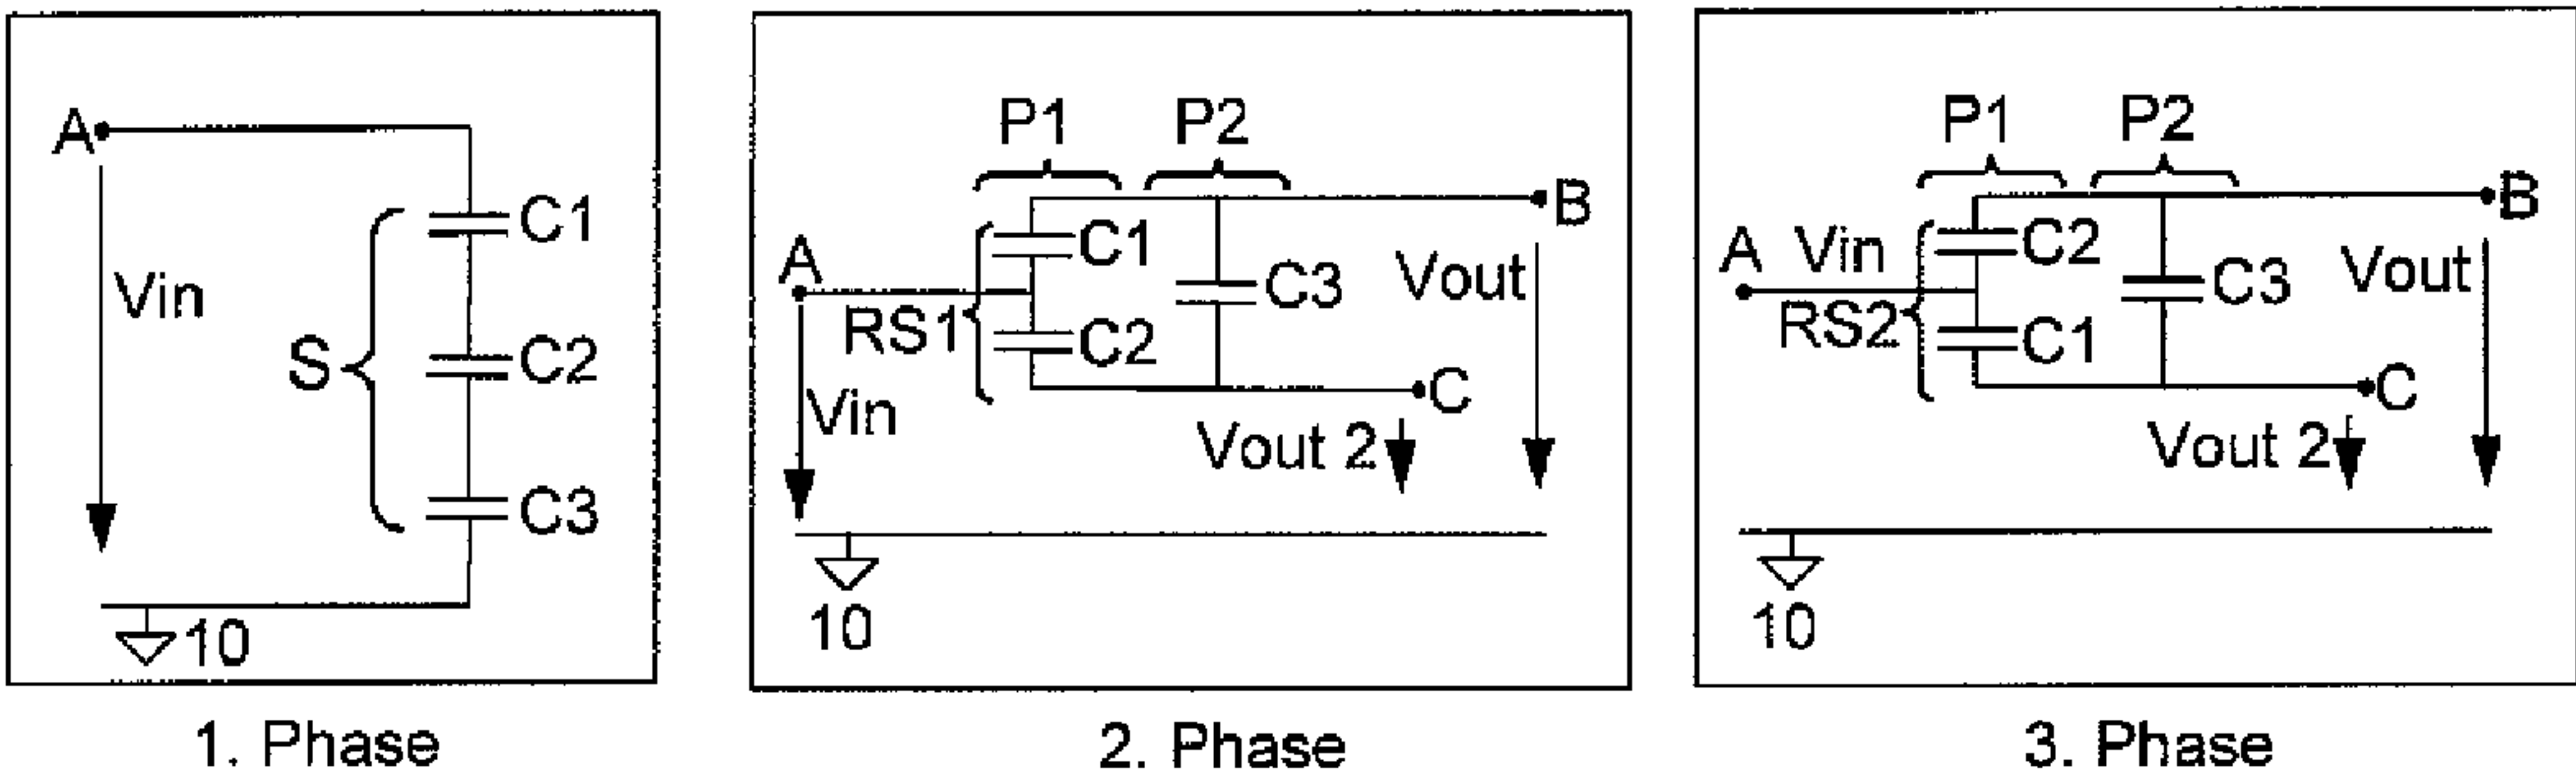 A
Vin
S
C1
C2
C3
10
1. Phase
P1 P2
A
RS1
C1
C2
C3
B
Vout
C
Vin
Vout 2
10
2. Phase
P1 P2
A Vin
RS2
C2
C1
C3
B
Vout
C
Vout 2
10
3. Phase